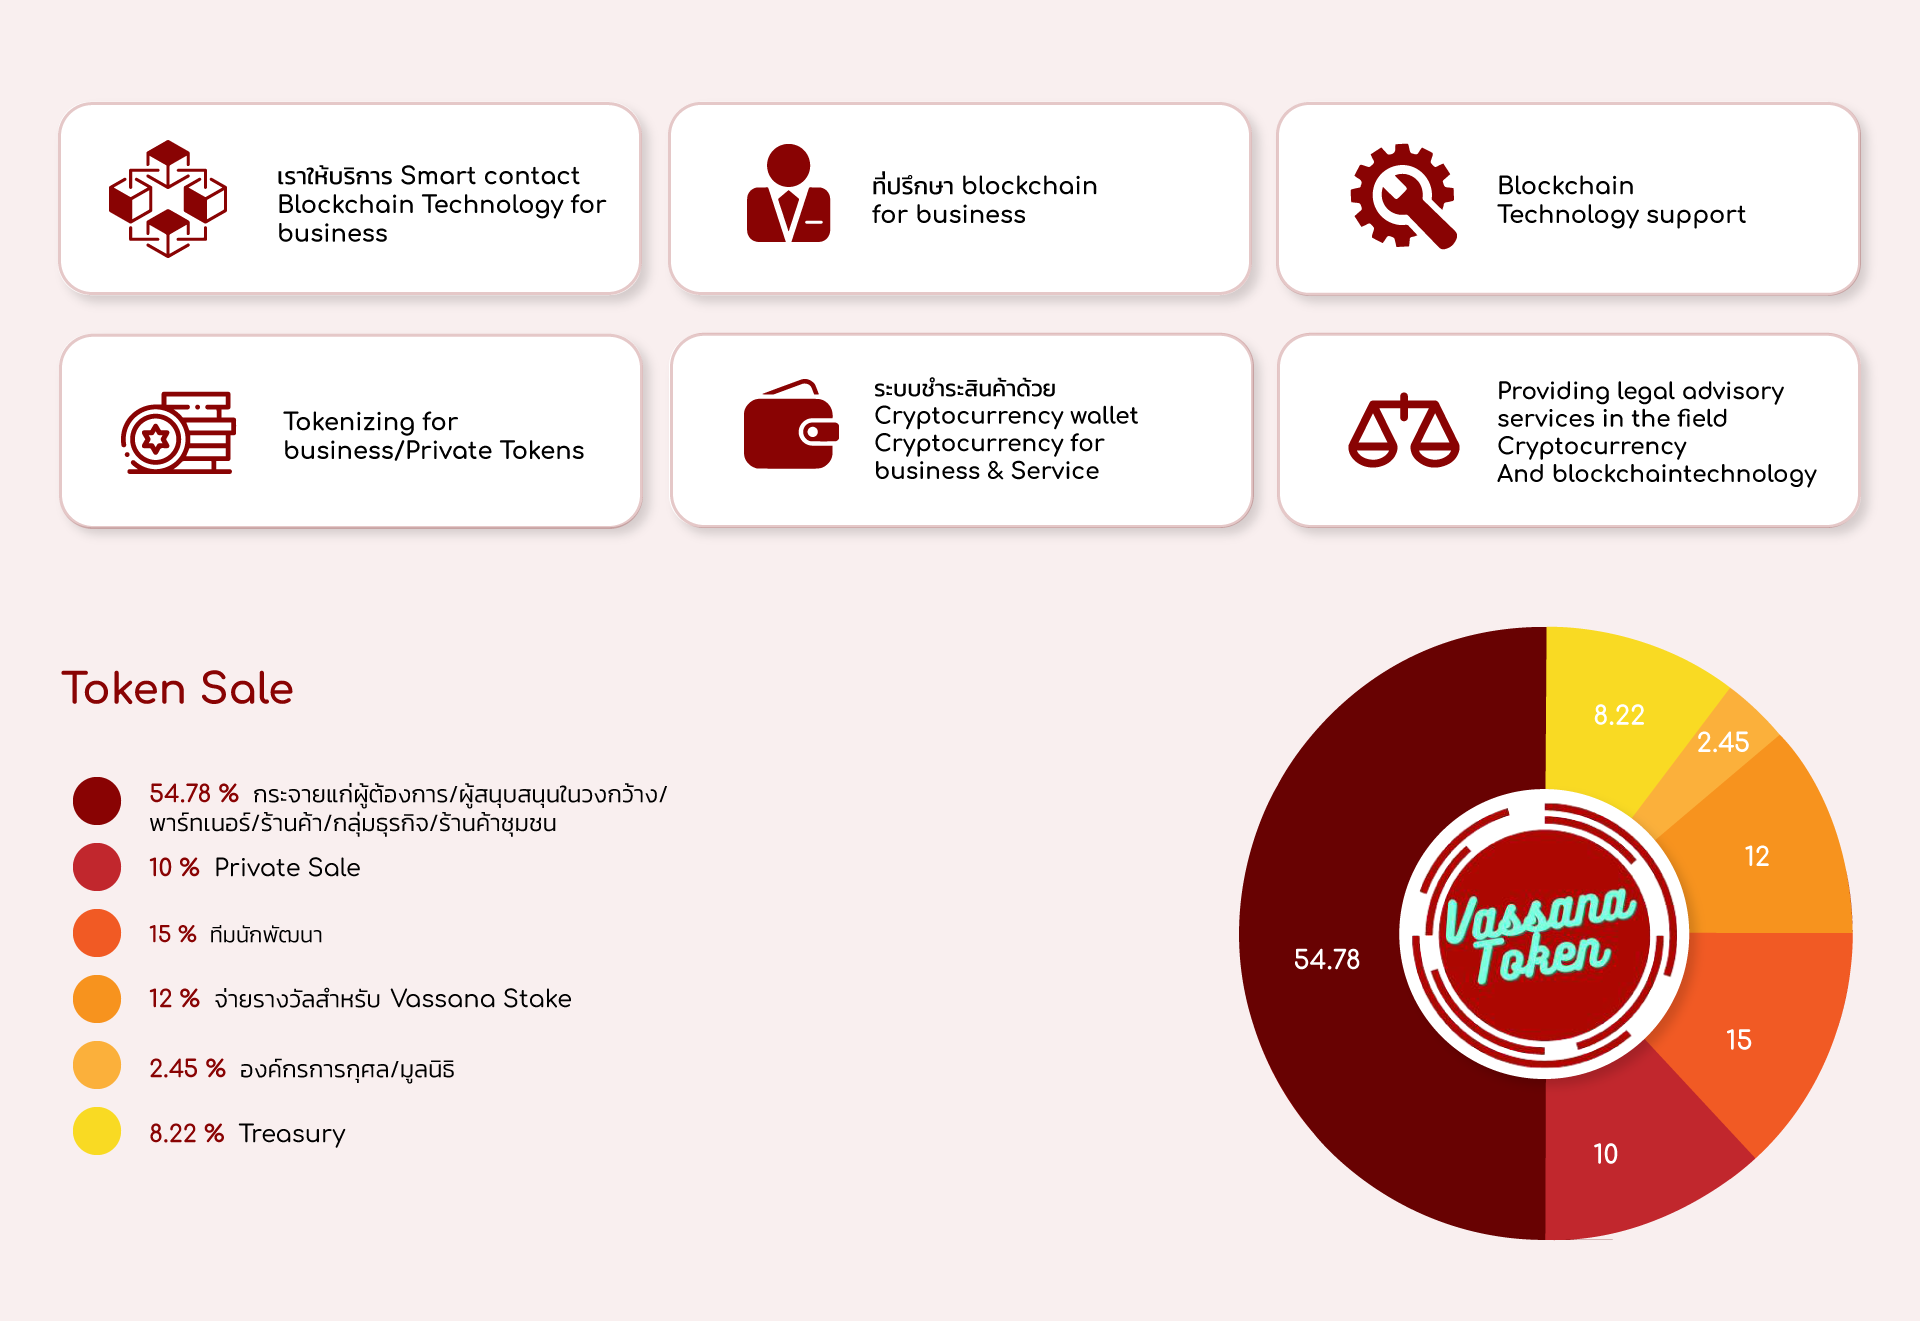 เราให้บริการ Smart contact
Blockchain Technology for
business
ที่ปรึกษา blockchain
for business
Blockchain
Technology support
Tokenizing for
business/Private Tokens
ระบบชำระสินค้าด้วย
Cryptocurrency wallet
Cryptocurrency for
business & Service
Providing legal advisory
services in the field
Cryptocurrency
And blockchaintechnology
Token Sale
54.78 % กระจายแก่ผู้ต้องการ/ผู้สนุบสนุนในวงกว้าง/
พาร์ทเนอร์/ร้านค้า/กลุ่มธุรกิจ/ร้านค้าชุมชน
10 % Private Sale
15 % ทีมนักพัฒนา
12 % จ่ายรางวัลสำหรับ Vassana Stake
2.45 % องค์กรการกุศล/มูลนิธิ
8.22 % Treasury
8.22
2.45
12
54.78
Vassana
Token
15
10